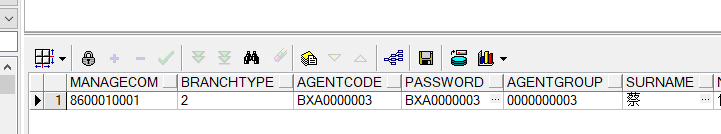 MANAGECOM BRANCHTYPE AGENTCODE PASSWORD AGENTGROUP SURNAME
1 8600010001 2 BXA0000003 BXA0000003 ··· 0000000003 蔡 ···